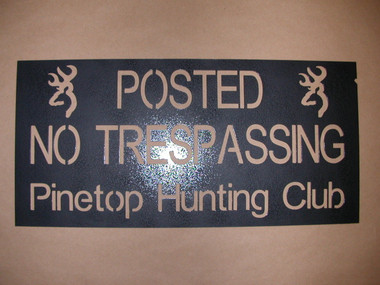 POSTED
NO TRESPASSING
Pinetop Hunting Club